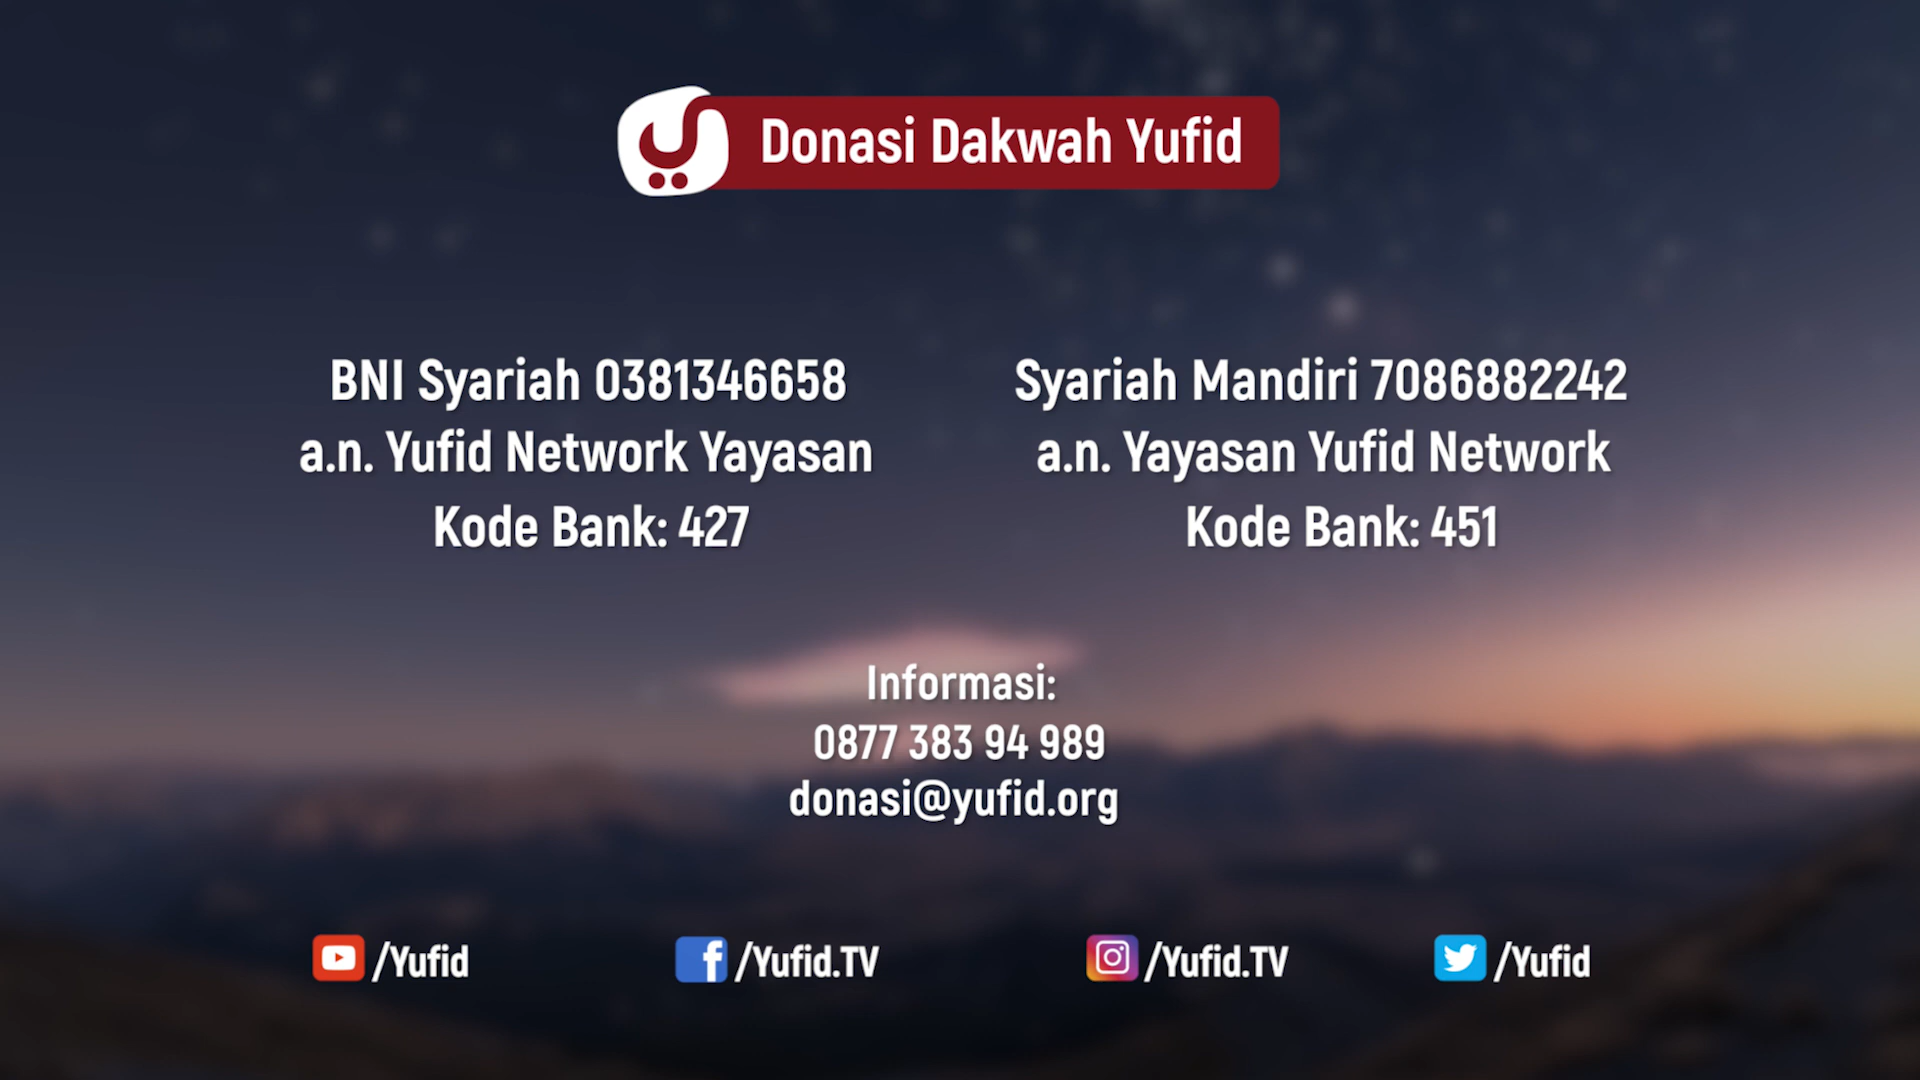 Donasi Dakwah Yufid
BNI Syariah 0381346658
a.n. Yufid Network Yayasan
Kode Bank: 427
Syariah Mandiri 7086882242
a.n. Yayasan Yufid Network
Kode Bank: 451
Informasi:
0877 383 94 989
donasi@yufid.org
/Yufid
/Yufid.TV
/Yufid.TV
/Yufid